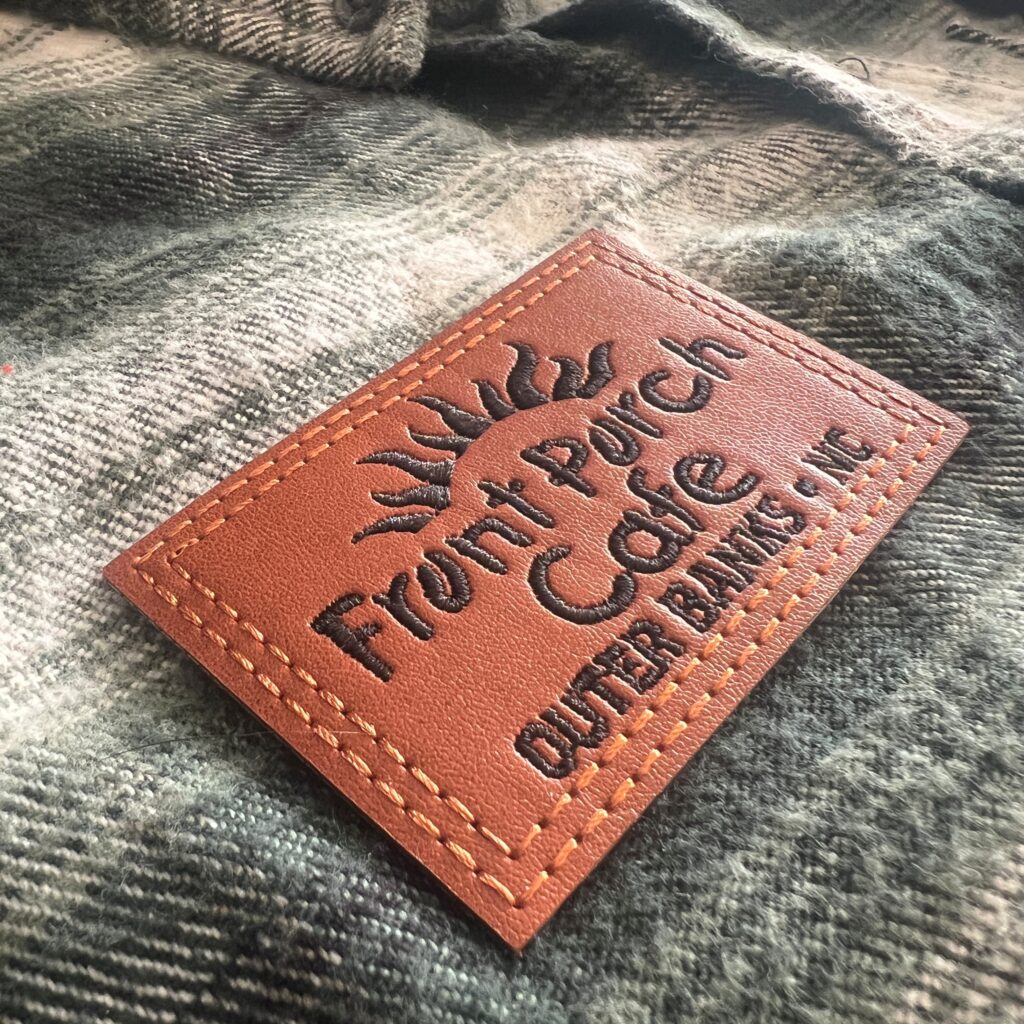 Front Porch
Cafe
OUTER BANKS • NC